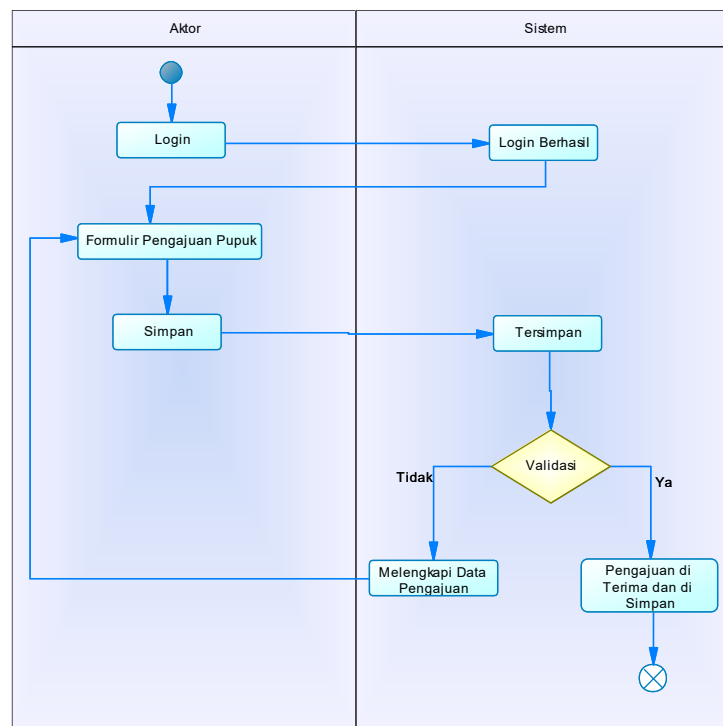 Aktor
Sistem
Login
Login Berhasil
Formulir Pengajuan Pupuk
Simpan
Tersimpan
Validasi
Tidak
Ya
Melengkapi Data
Pengajuan
Pengajuan di
Terima dan di
Simpan